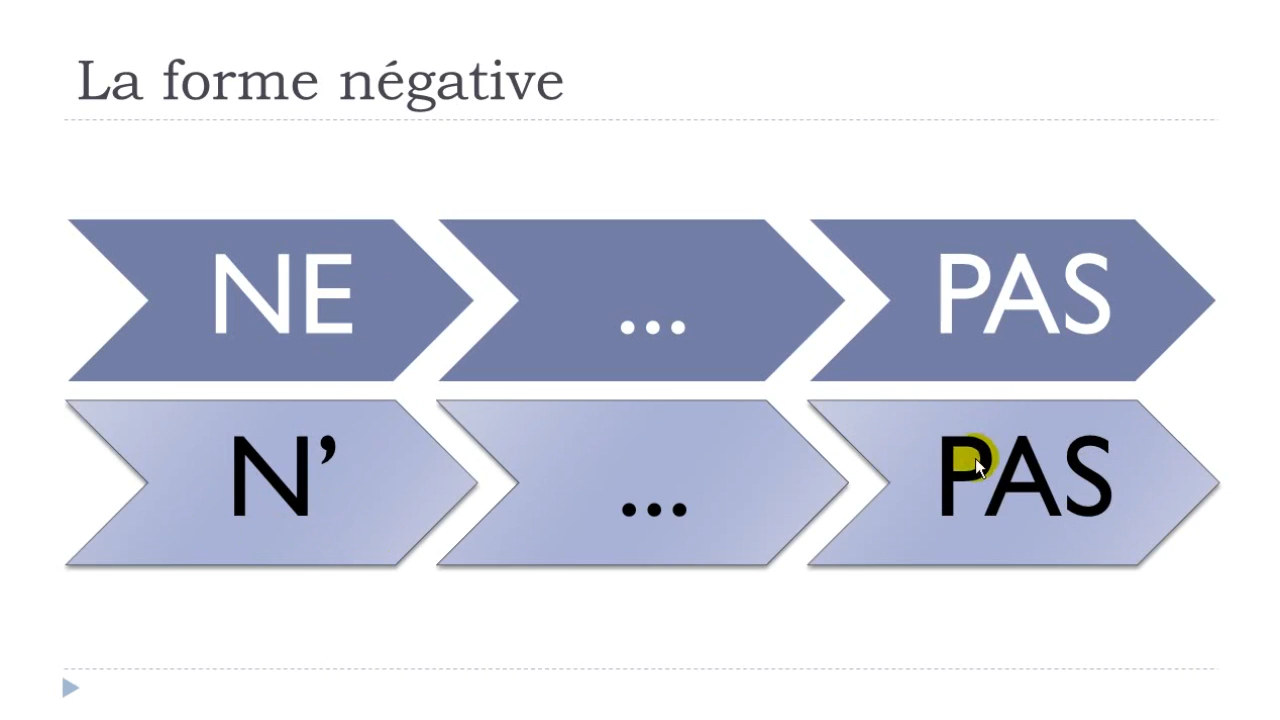 La forme négative
NE ... PAS
N’ ... PAS